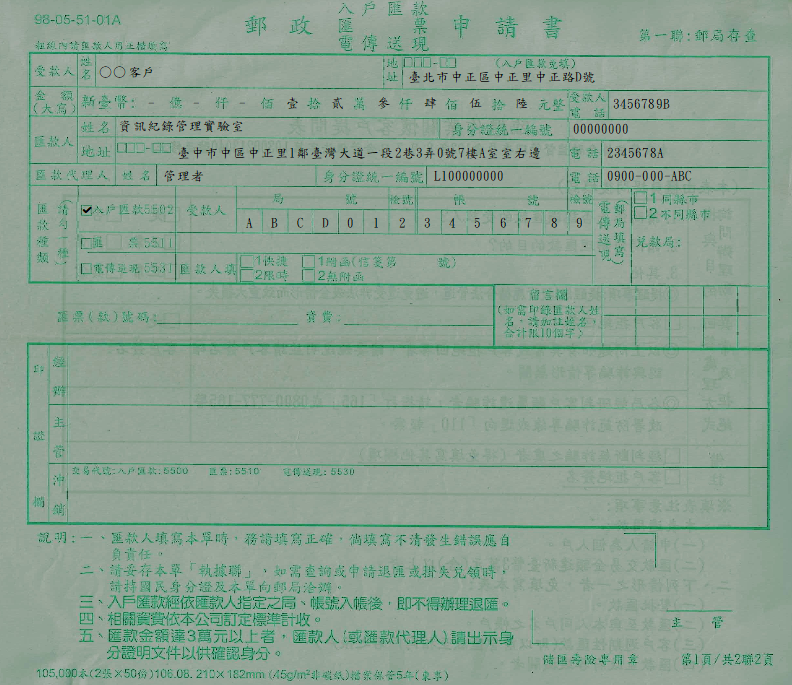 98-05-51-01A
郵政 入戶匯款 匯票 電傳送現 申請書
第一聯:郵局存查
粗線內請匯款人用正楷填寫
受款人 姓名 ○○客戶 地址 □□□-□□ (入戶匯款免填)
臺北市中正區中正里中正路D號
金額(大寫) 新臺幣: - 億 - 仟 - 佰 壹拾 貳萬 參仟 肆佰 伍拾 陸元整 受款人電話 3456789B
匯款人 姓名 資訊紀錄管理實驗室 身分證統一編號 00000000
地址 □□□-□□ 臺中市中區中正里1鄰臺灣大道一段2巷3弄0號7樓A室室右邊 電話 2345678A
匯款代理人 姓名 管理者 身分證統一編號 L100000000 電話 0900-000-ABC
匯款種類(請勾一種)
☑入戶匯款5502 受款人 局號 檢號 帳號 檢號
A B C D 0 1 2 3 4 5 6 7 8 9
電傳送現(郵局填寫) □1同縣市
□2不同縣市
兌款局:
□匯票5511
□電傳送現5531 匯款人填 □1快捷 □1附函(信箋第 號)
□2限時 □2無附函
匯票(款)號碼: 資費:
留言欄
(如需印錄匯款人姓
名,請加註姓名,
合計限10個字)
印證欄
經辦
主管
沖銷
交易代號:入戶匯款:5500 匯票:5510 電傳送現:5530
說明:一、匯款人填寫本單時,務請填寫正確,倘填寫不清發生錯誤應自
負責任。
二、請妥存本單「執據聯」,如需查詢或申請退匯或掛失兌領時,
請持國民身分證及本單向郵局洽辦。
三、入戶匯款經依匯款人指定之局、帳號入帳後,即不得辦理退匯。
四、相關資費依本公司訂定標準計收。
五、匯款金額達3萬元以上者,匯款人(或匯款代理人)請出示身
分證明文件以供確認身分。
主管
儲匯壽險專用章
第1頁/共2聯2頁
105,000本(2張×50份)106.06. 210×182mm (45g/m²非碳紙)檔案保管5年(東亨)